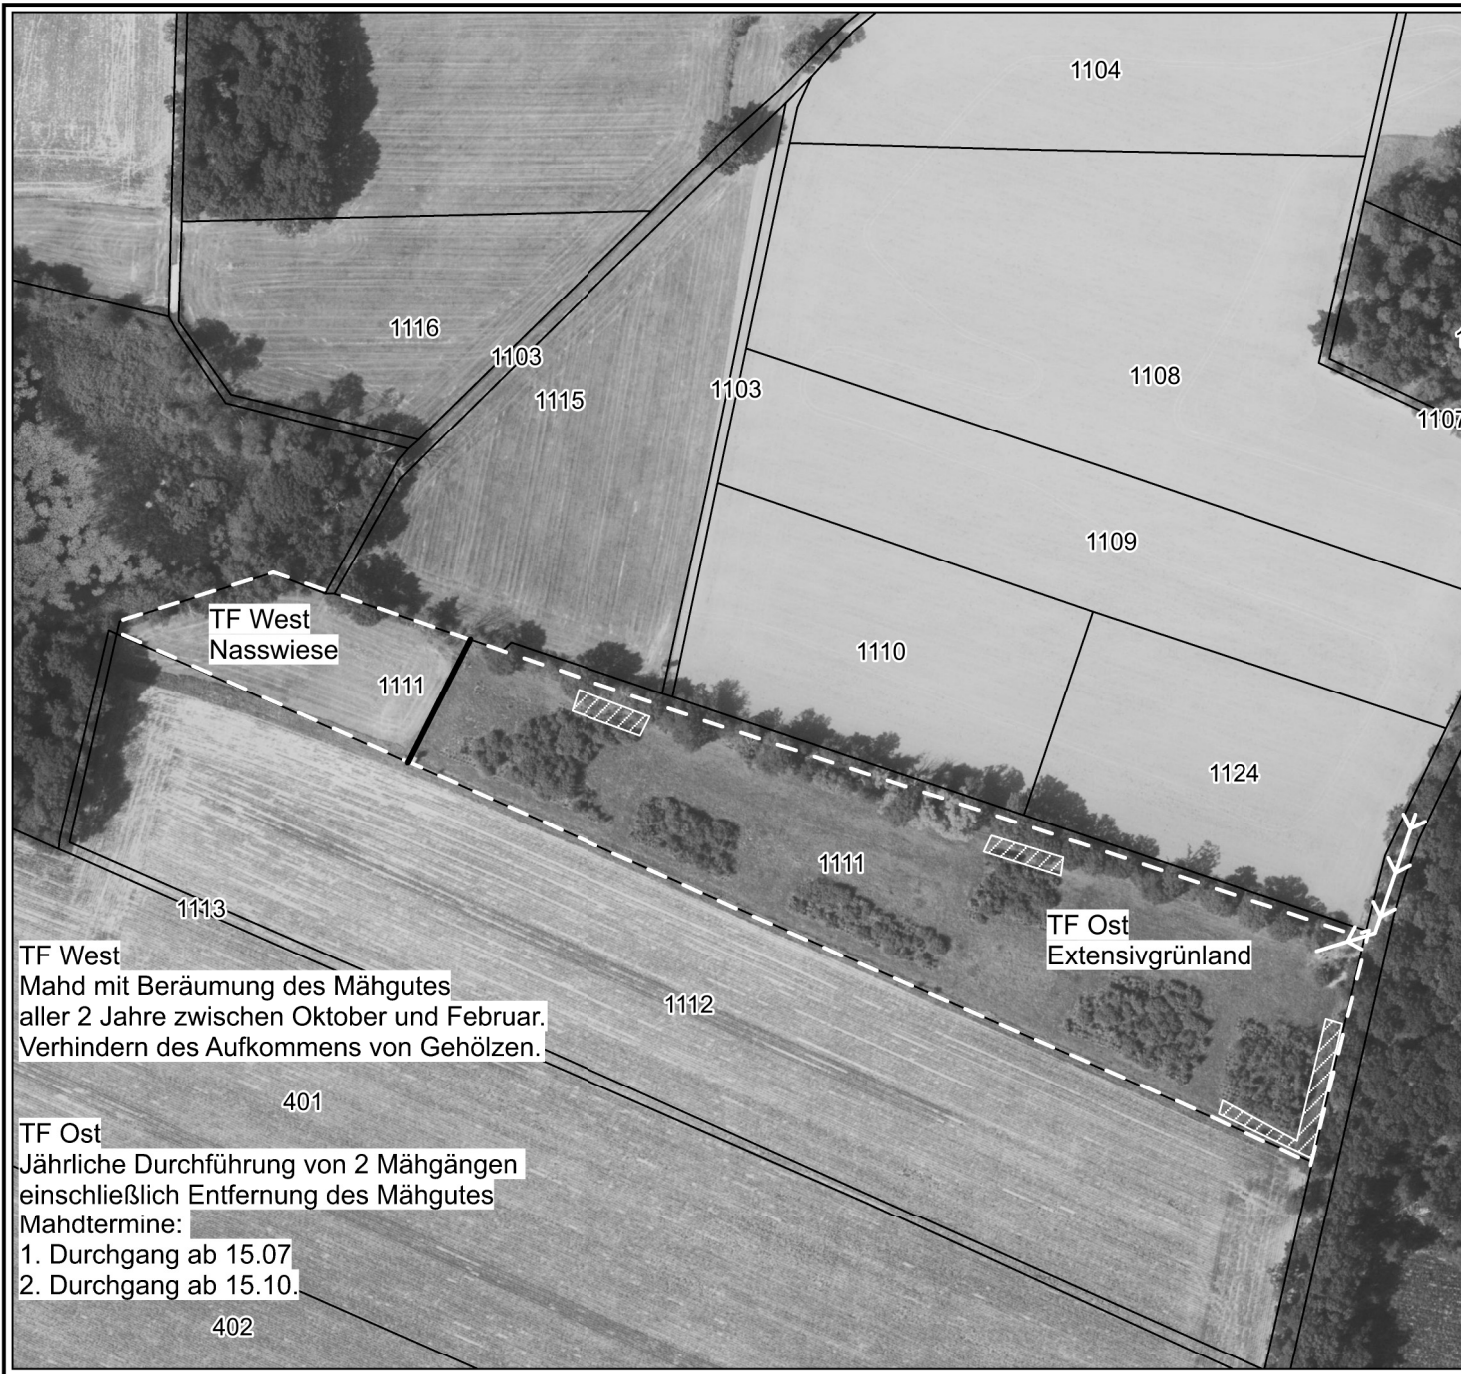 1104
1116
1103
1115
1103
1108
1107
1109
TF West
Nasswiese
1111
1110
1124
1111
TF Ost
Extensivgrünland
1113
TF West
Mahd mit Beräumung des Mähgutes
aller 2 Jahre zwischen Oktober und Februar.
Verhindern des Aufkommens von Gehölzen.
1112
401
TF Ost
Jährliche Durchführung von 2 Mähgängen
einschließlich Entfernung des Mähgutes
Mahdtermine:
1. Durchgang ab 15.07
2. Durchgang ab 15.10.
402